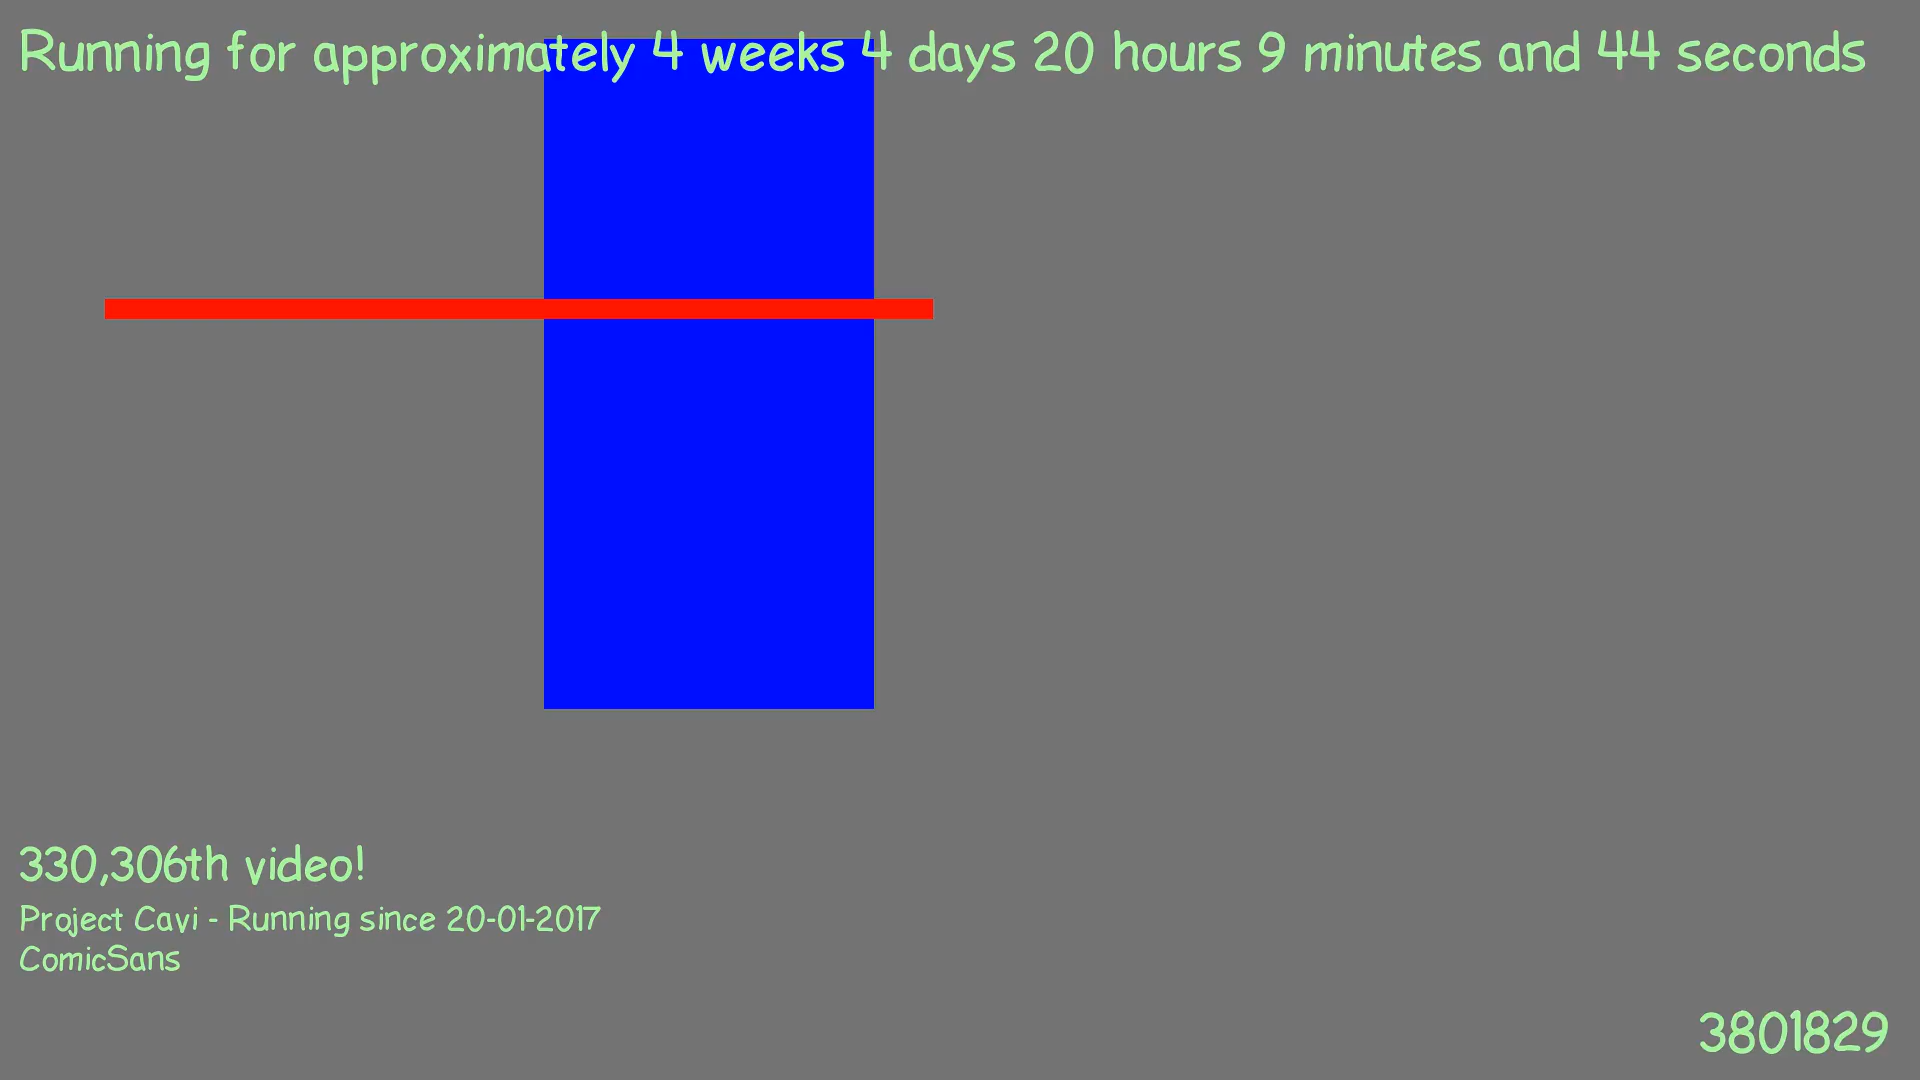 Running for approximately 4 weeks 4 days 20 hours 9 minutes and 44 seconds
330,306th video!
Project Cavi - Running since 20-01-2017
ComicSans
3801829